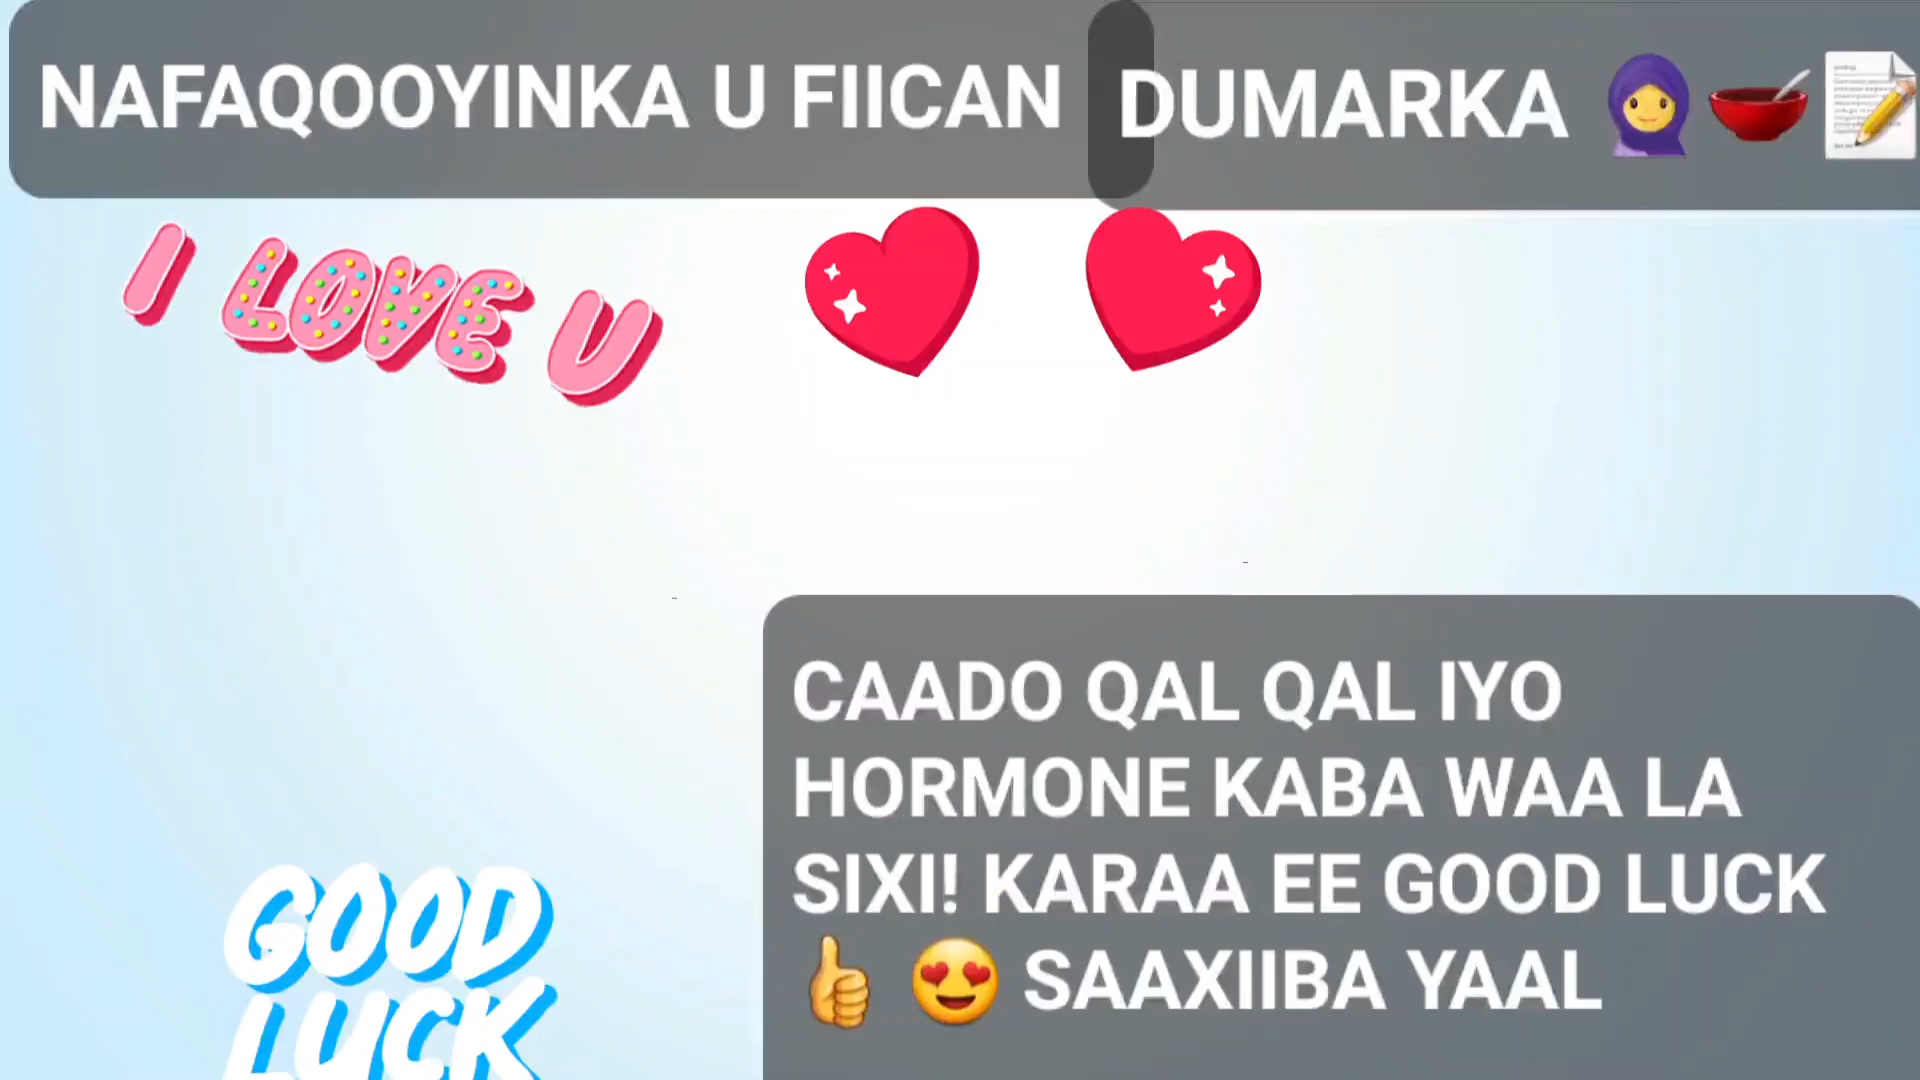 NAFAQOOYINKA U FIICAN DUMARKA 🧕🥣📝
I LOVE U
CAADO QAL QAL IYO
HORMONE KABA WAA LA
SIXI! KARAA EE GOOD LUCK
👍 😍 SAAXIIBA YAAL
GOOD
LUCK